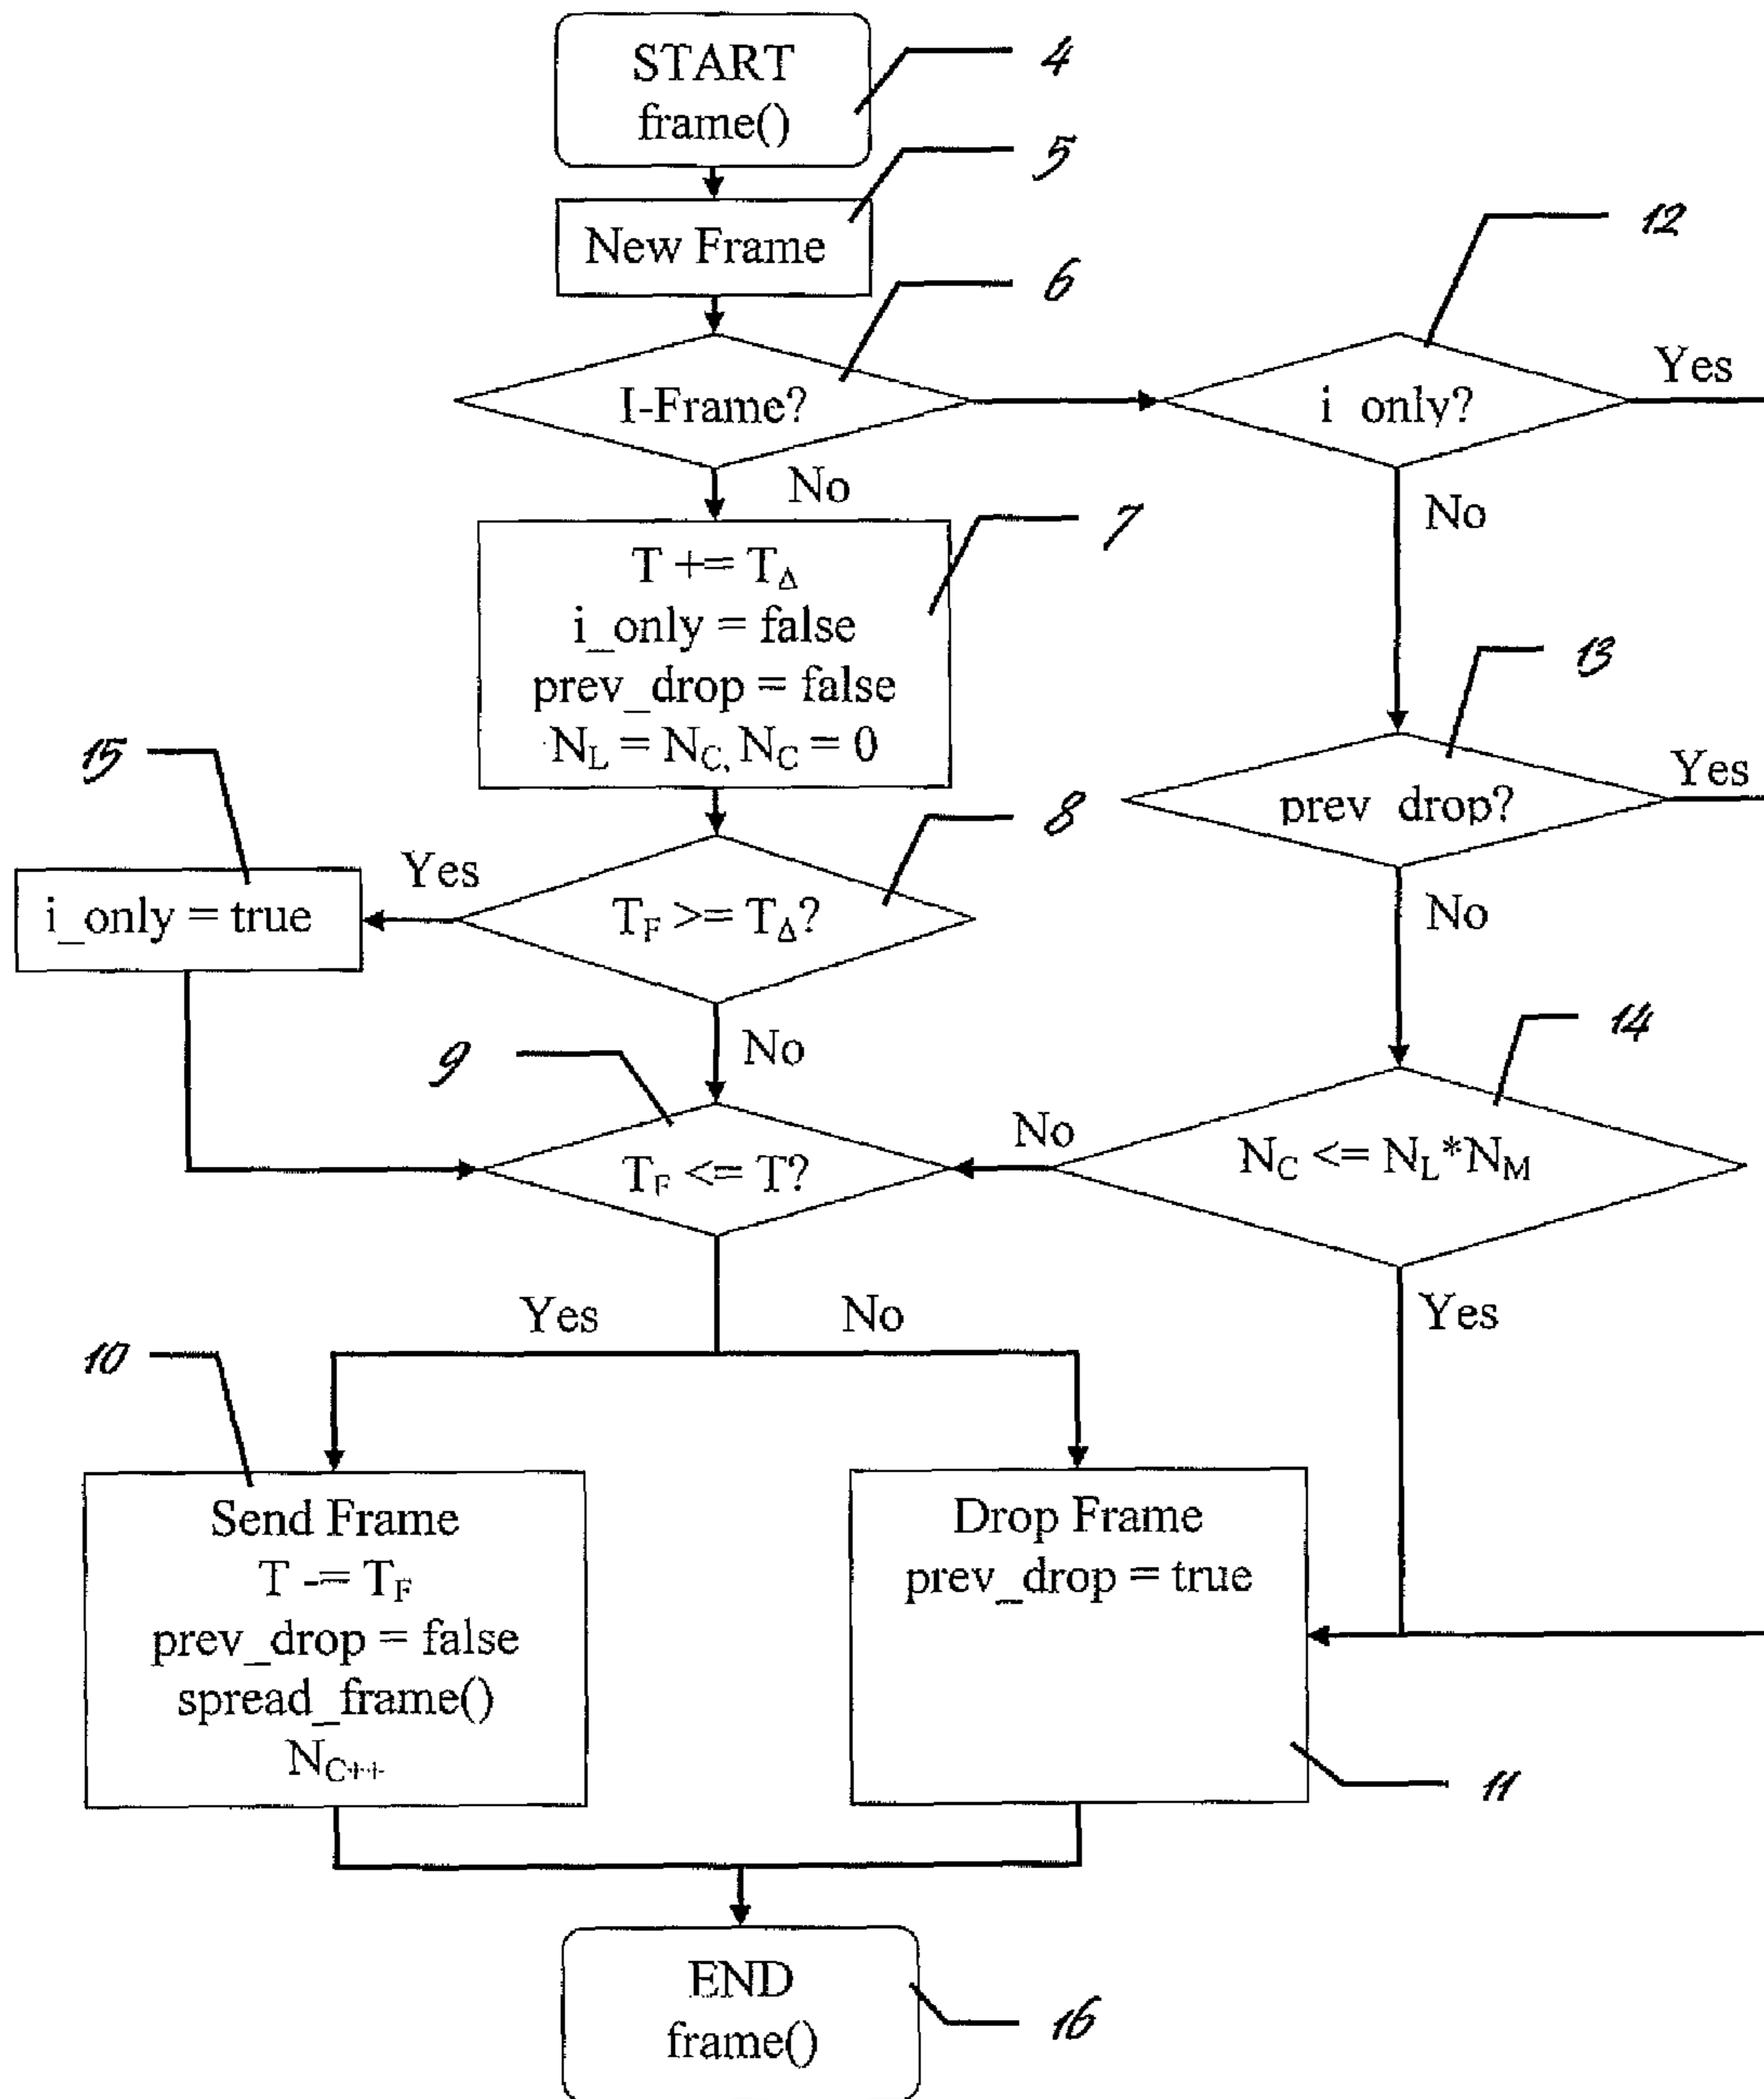 START
frame()
4
New Frame
5
I-Frame?
6
No
i only?
12
Yes
No
T += TΔ
i_only = false
prev_drop = false
NL = NC, NC = 0
7
prev drop?
13
Yes
No
TF >= TΔ?
8
Yes
No
i_only = true
15
TF <= T?
9
NC <= NL*NM
14
No
Yes
Yes
No
Send Frame
T -= TF
prev_drop = false
spread_frame()
NC++
10
Drop Frame
prev_drop = true
11
END
frame()
16